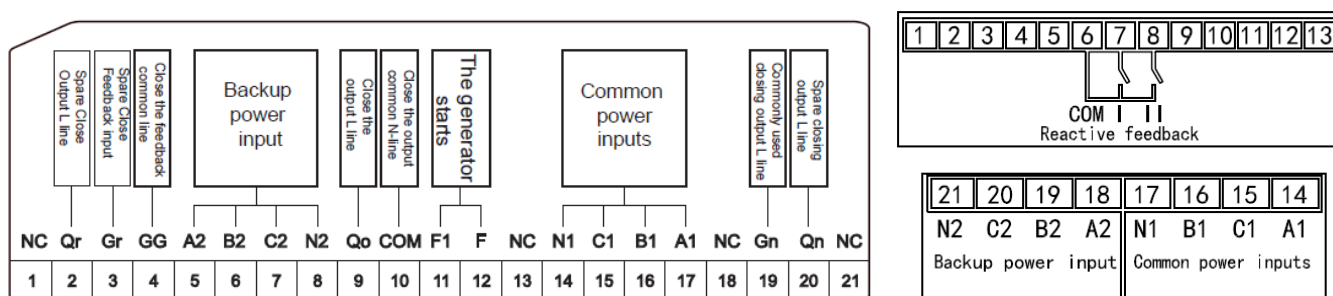 Spare Close
Output L line
Spare Close
Feedback input
Close the feedback
common line
Backup
power
input
Close the
output L line
Close the output
common N-line
The generator
starts
Common
power
inputs
Commonly used
closing output L line
Spare closing
output L line
NC Qr Gr GG A2 B2 C2 N2 Qo COM F1 F NC N1 C1 B1 A1 NC Gn Qn NC
1 2 3 4 5 6 7 8 9 10 11 12 13 14 15 16 17 18 19 20 21
1 2 3 4 5 6 7 8 9 10 11 12 13
COM I II
Reactive feedback
21 20 19 18 17 16 15 14
N2 C2 B2 A2 N1 B1 C1 A1
Backup power input Common power inputs